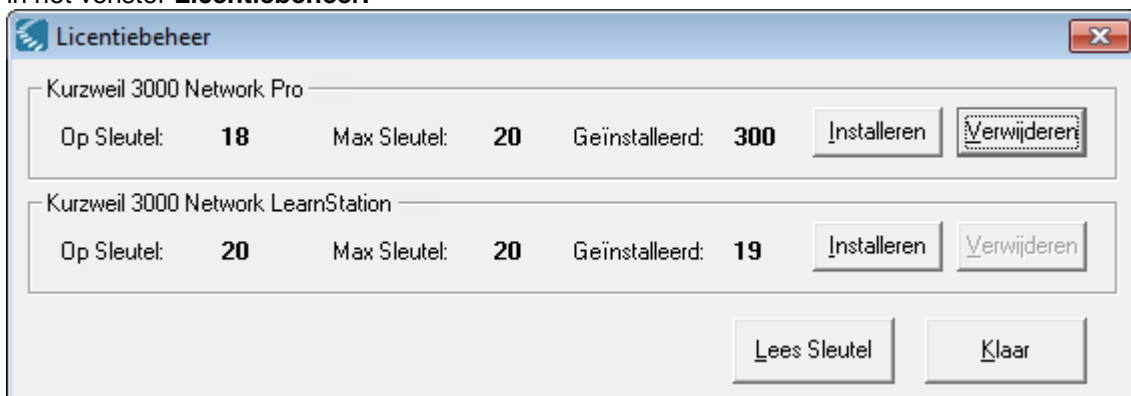 in het venster Licentiebeheer:
Licentiebeheer
Kurzweil 3000 Network Pro
Op Sleutel: 18 Max Sleutel: 20 Geïnstalleerd: 300 Installeren Verwijderen
Kurzweil 3000 Network LearnStation
Op Sleutel: 20 Max Sleutel: 20 Geïnstalleerd: 19 Installeren Verwijderen
Lees Sleutel Klaar